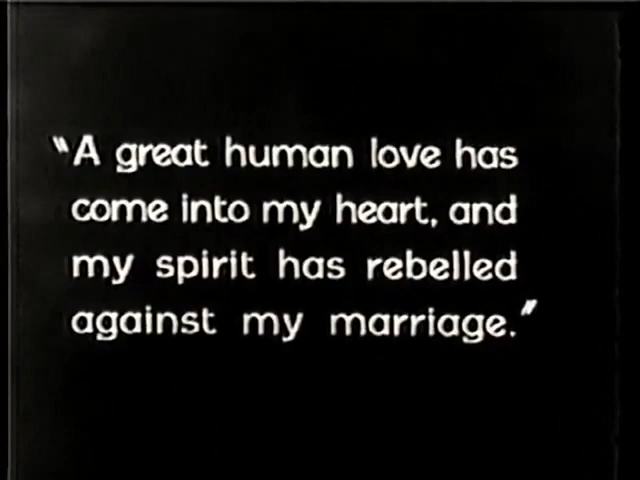 "A great human love has
come into my heart, and
my spirit has rebelled
against my marriage."